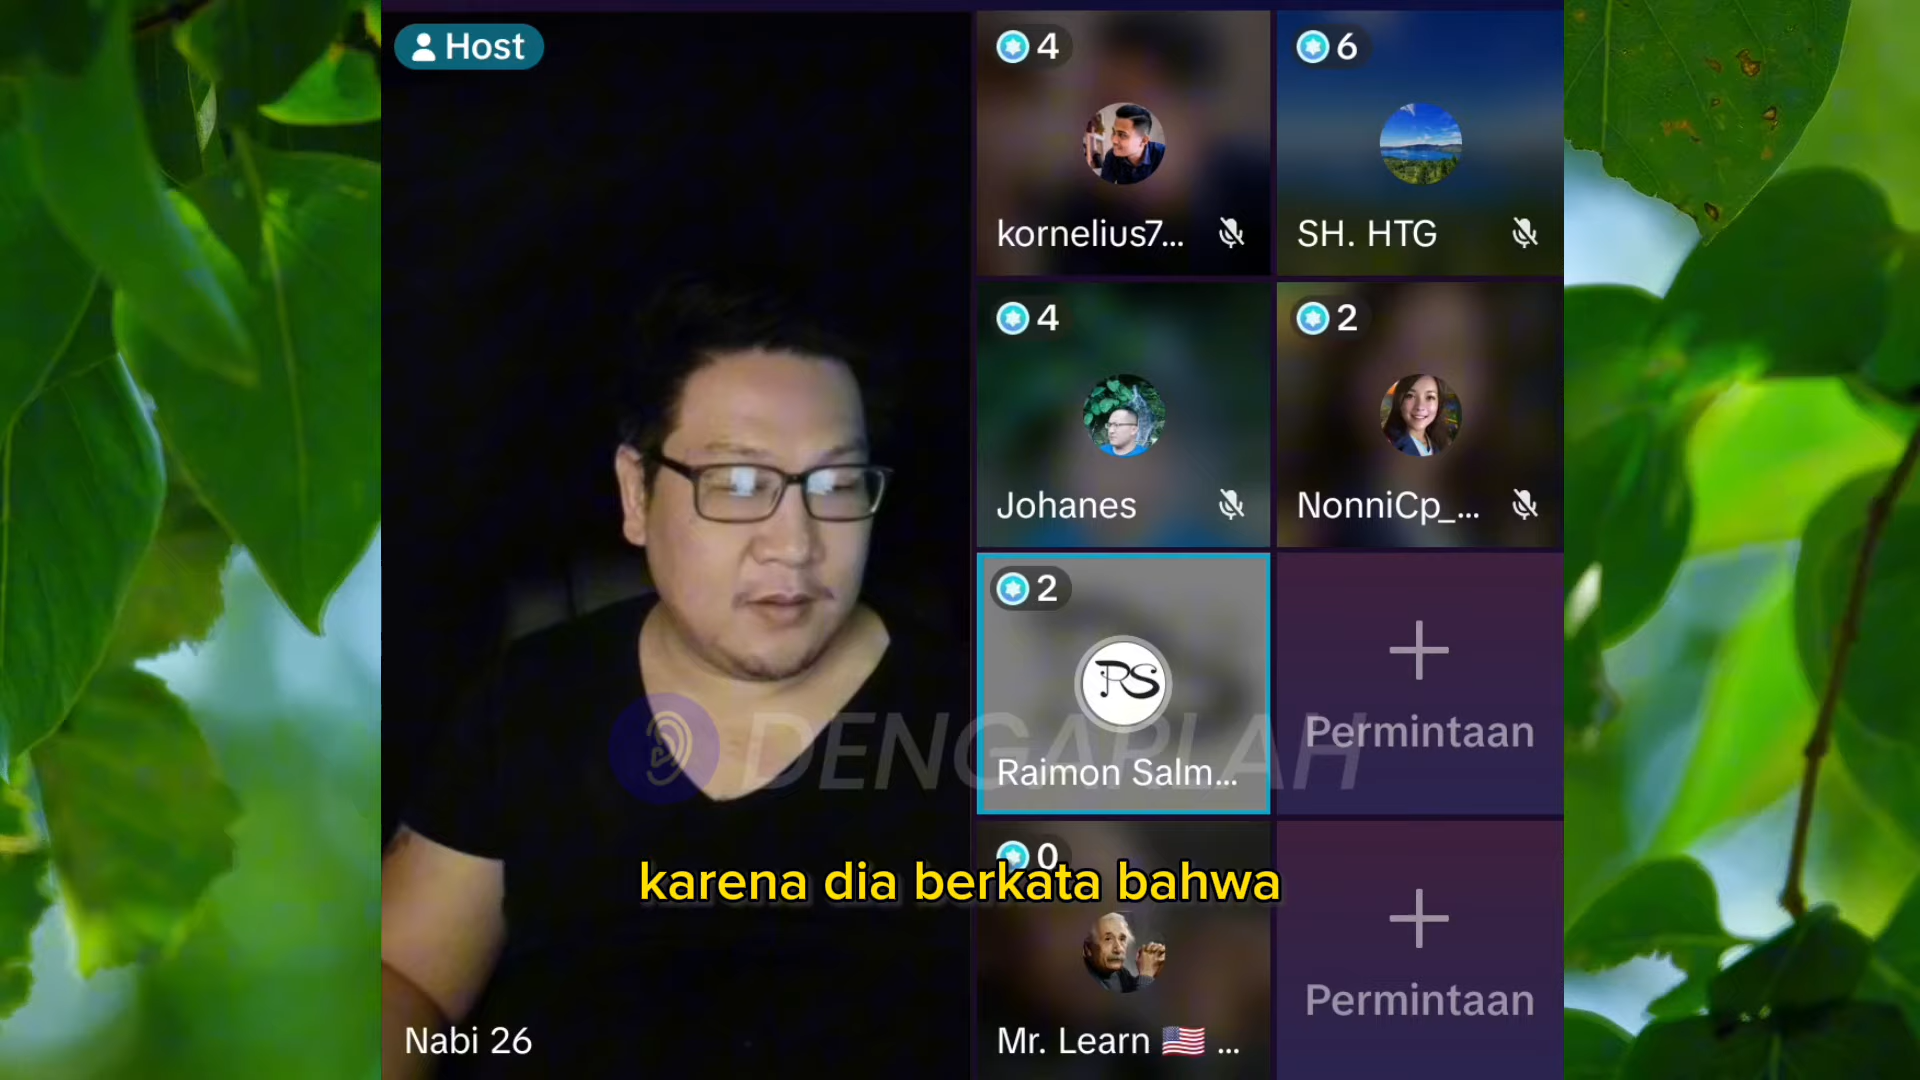 Host
4
6
kornelius7...
SH. HTG
4
2
Johanes
NonniCp_...
2
PS
DENGARLAH
Permintaan
Raimon Salm...
0
karena dia berkata bahwa
Permintaan
Nabi 26
Mr. Learn 🇺🇸 ...